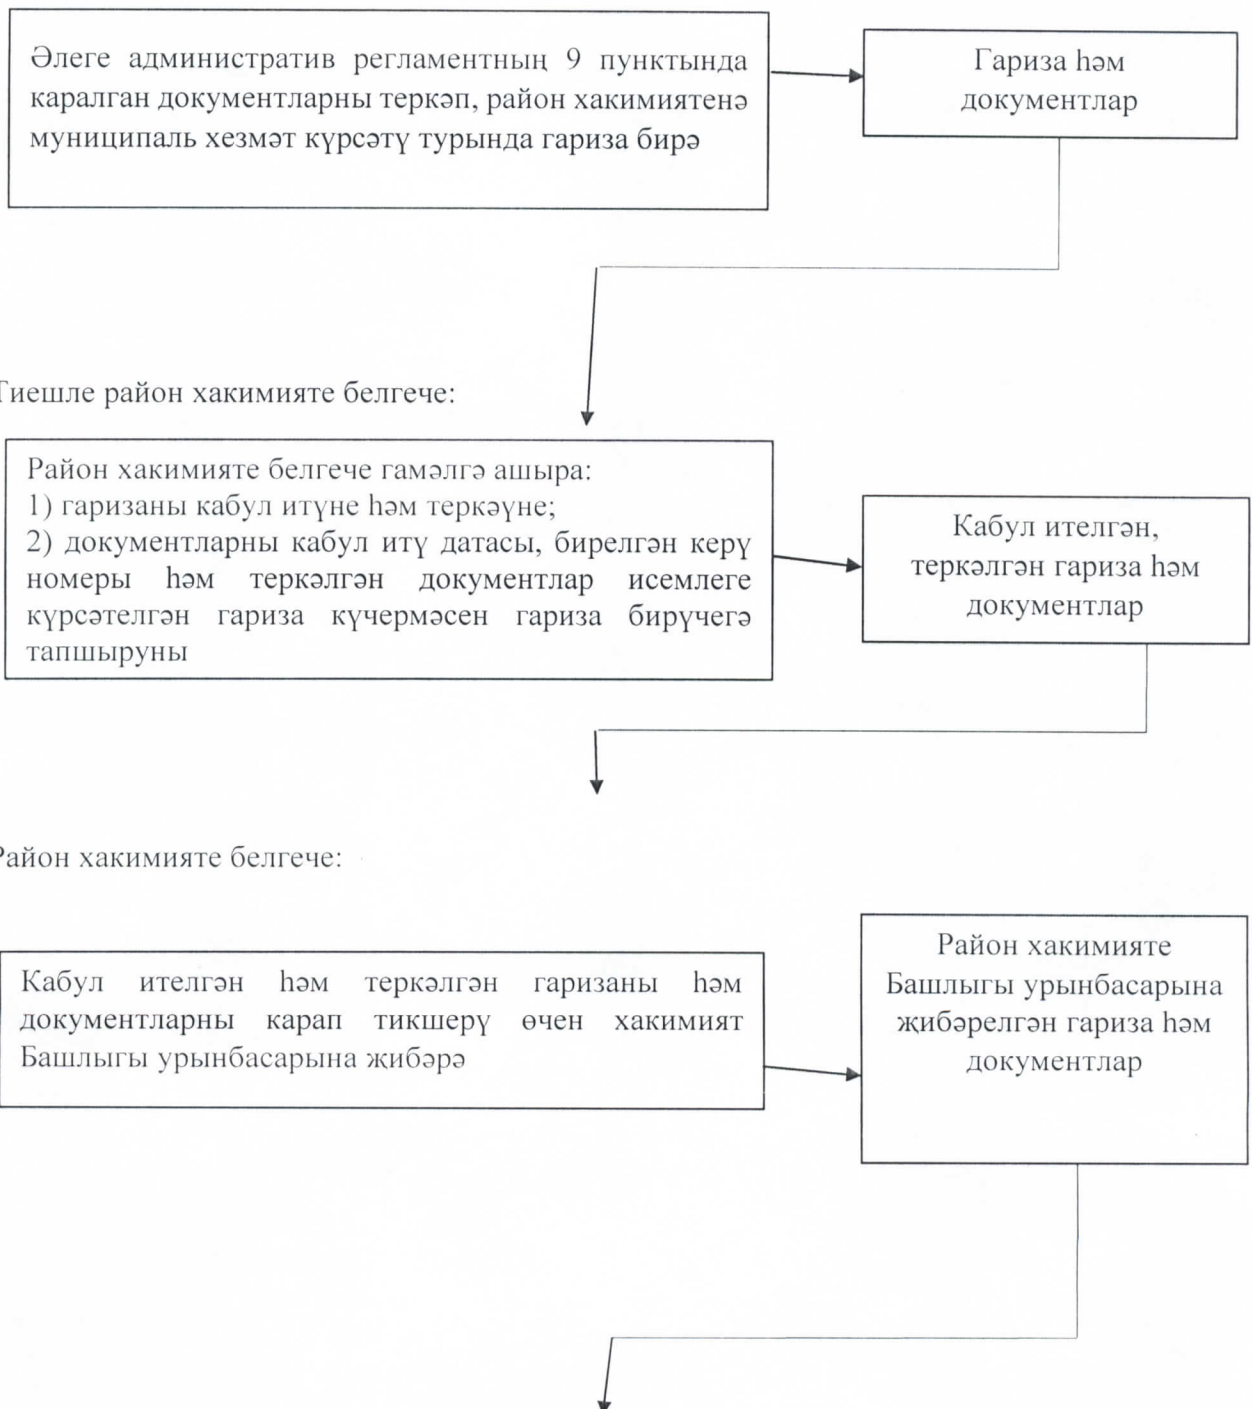 Әлеге административ регламентның 9 пунктында
каралган документларны теркәп, район хакимиятенә
муниципаль хезмәт күрсәтү турында гариза бирә
Гариза һәм
документлар
Тиешле район хакимияте белгече:
Район хакимияте белгече гамәлгә ашыра:
1) гаризаны кабул итүне һәм теркәүне;
2) документларны кабул итү датасы, бирелгән керү
номеры һәм теркәлгән документлар исемлеге
күрсәтелгән гариза күчермәсен гариза бирүчегә
тапшыруны
Кабул ителгән,
теркәлгән гариза һәм
документлар
Район хакимияте белгече:
Кабул ителгән һәм теркәлгән гаризаны һәм
документларны карап тикшерү өчен хакимият
Башлыгы урынбасарына җибәрә
Район хакимияте
Башлыгы урынбасарына
җибәрелгән гариза һәм
документлар